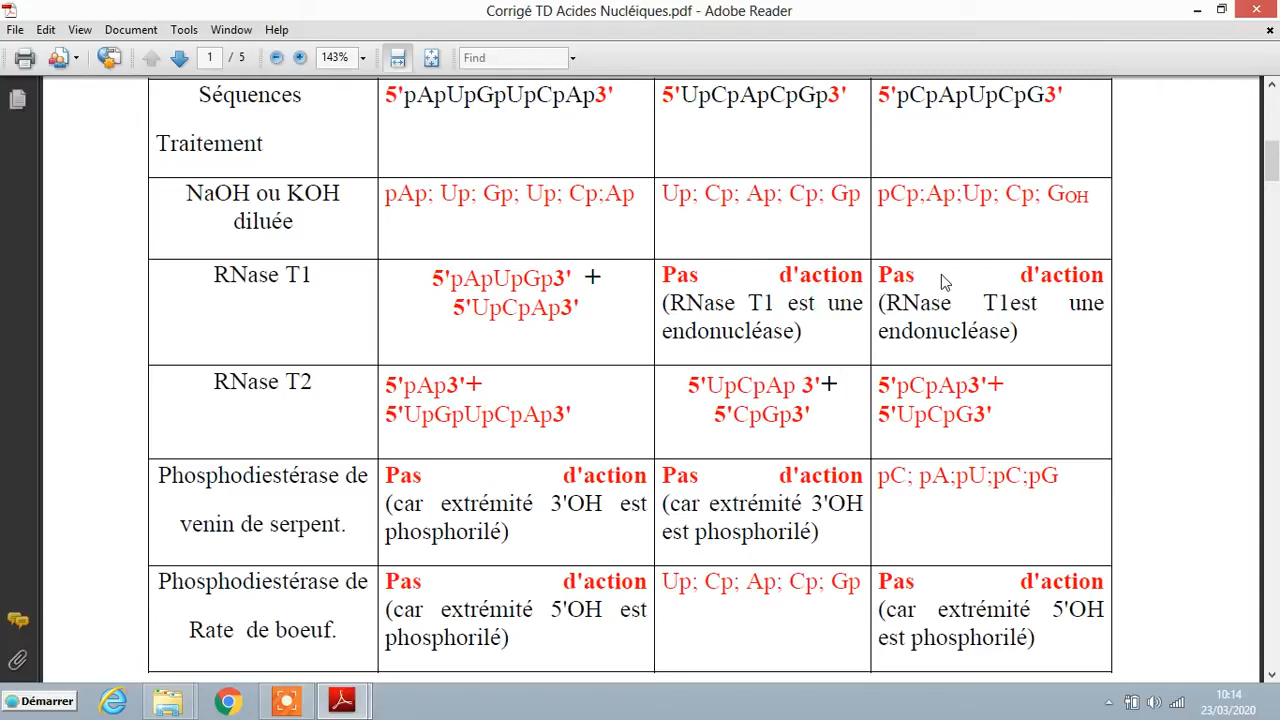 Corrigé TD Acides Nucléiques.pdf - Adobe Reader
File Edit View Document Tools Window Help
1 / 5 143% Find
Séquences
Traitement
5'pApUpGpUpCpAp3'
5'UpCpApCpGp3'
5'pCpApUpCpG3'
NaOH ou KOH
diluée
pAp; Up; Gp; Up; Cp;Ap
Up; Cp; Ap; Cp; Gp
pCp;Ap;Up; Cp; GOH
RNase T1
5'pApUpGp3' +
5'UpCpAp3'
Pas d'action
(RNase T1 est une
endonucléase)
Pas d'action
(RNase T1est une
endonucléase)
RNase T2
5'pAp3'+
5'UpGpUpCpAp3'
5'UpCpAp 3'+
5'CpGp3'
5'pCpAp3'+
5'UpCpG3'
Phosphodiestérase de
venin de serpent.
Pas d'action
(car extrémité 3'OH est
phosphorilé)
Pas d'action
(car extrémité 3'OH
est phosphorilé)
pC; pA;pU;pC;pG
Phosphodiestérase de
Rate de boeuf.
Pas d'action
(car extrémité 5'OH est
phosphorilé)
Up; Cp; Ap; Cp; Gp
Pas d'action
(car extrémité 5'OH
est phosphorilé)
Démarrer
10:14
23/03/2020